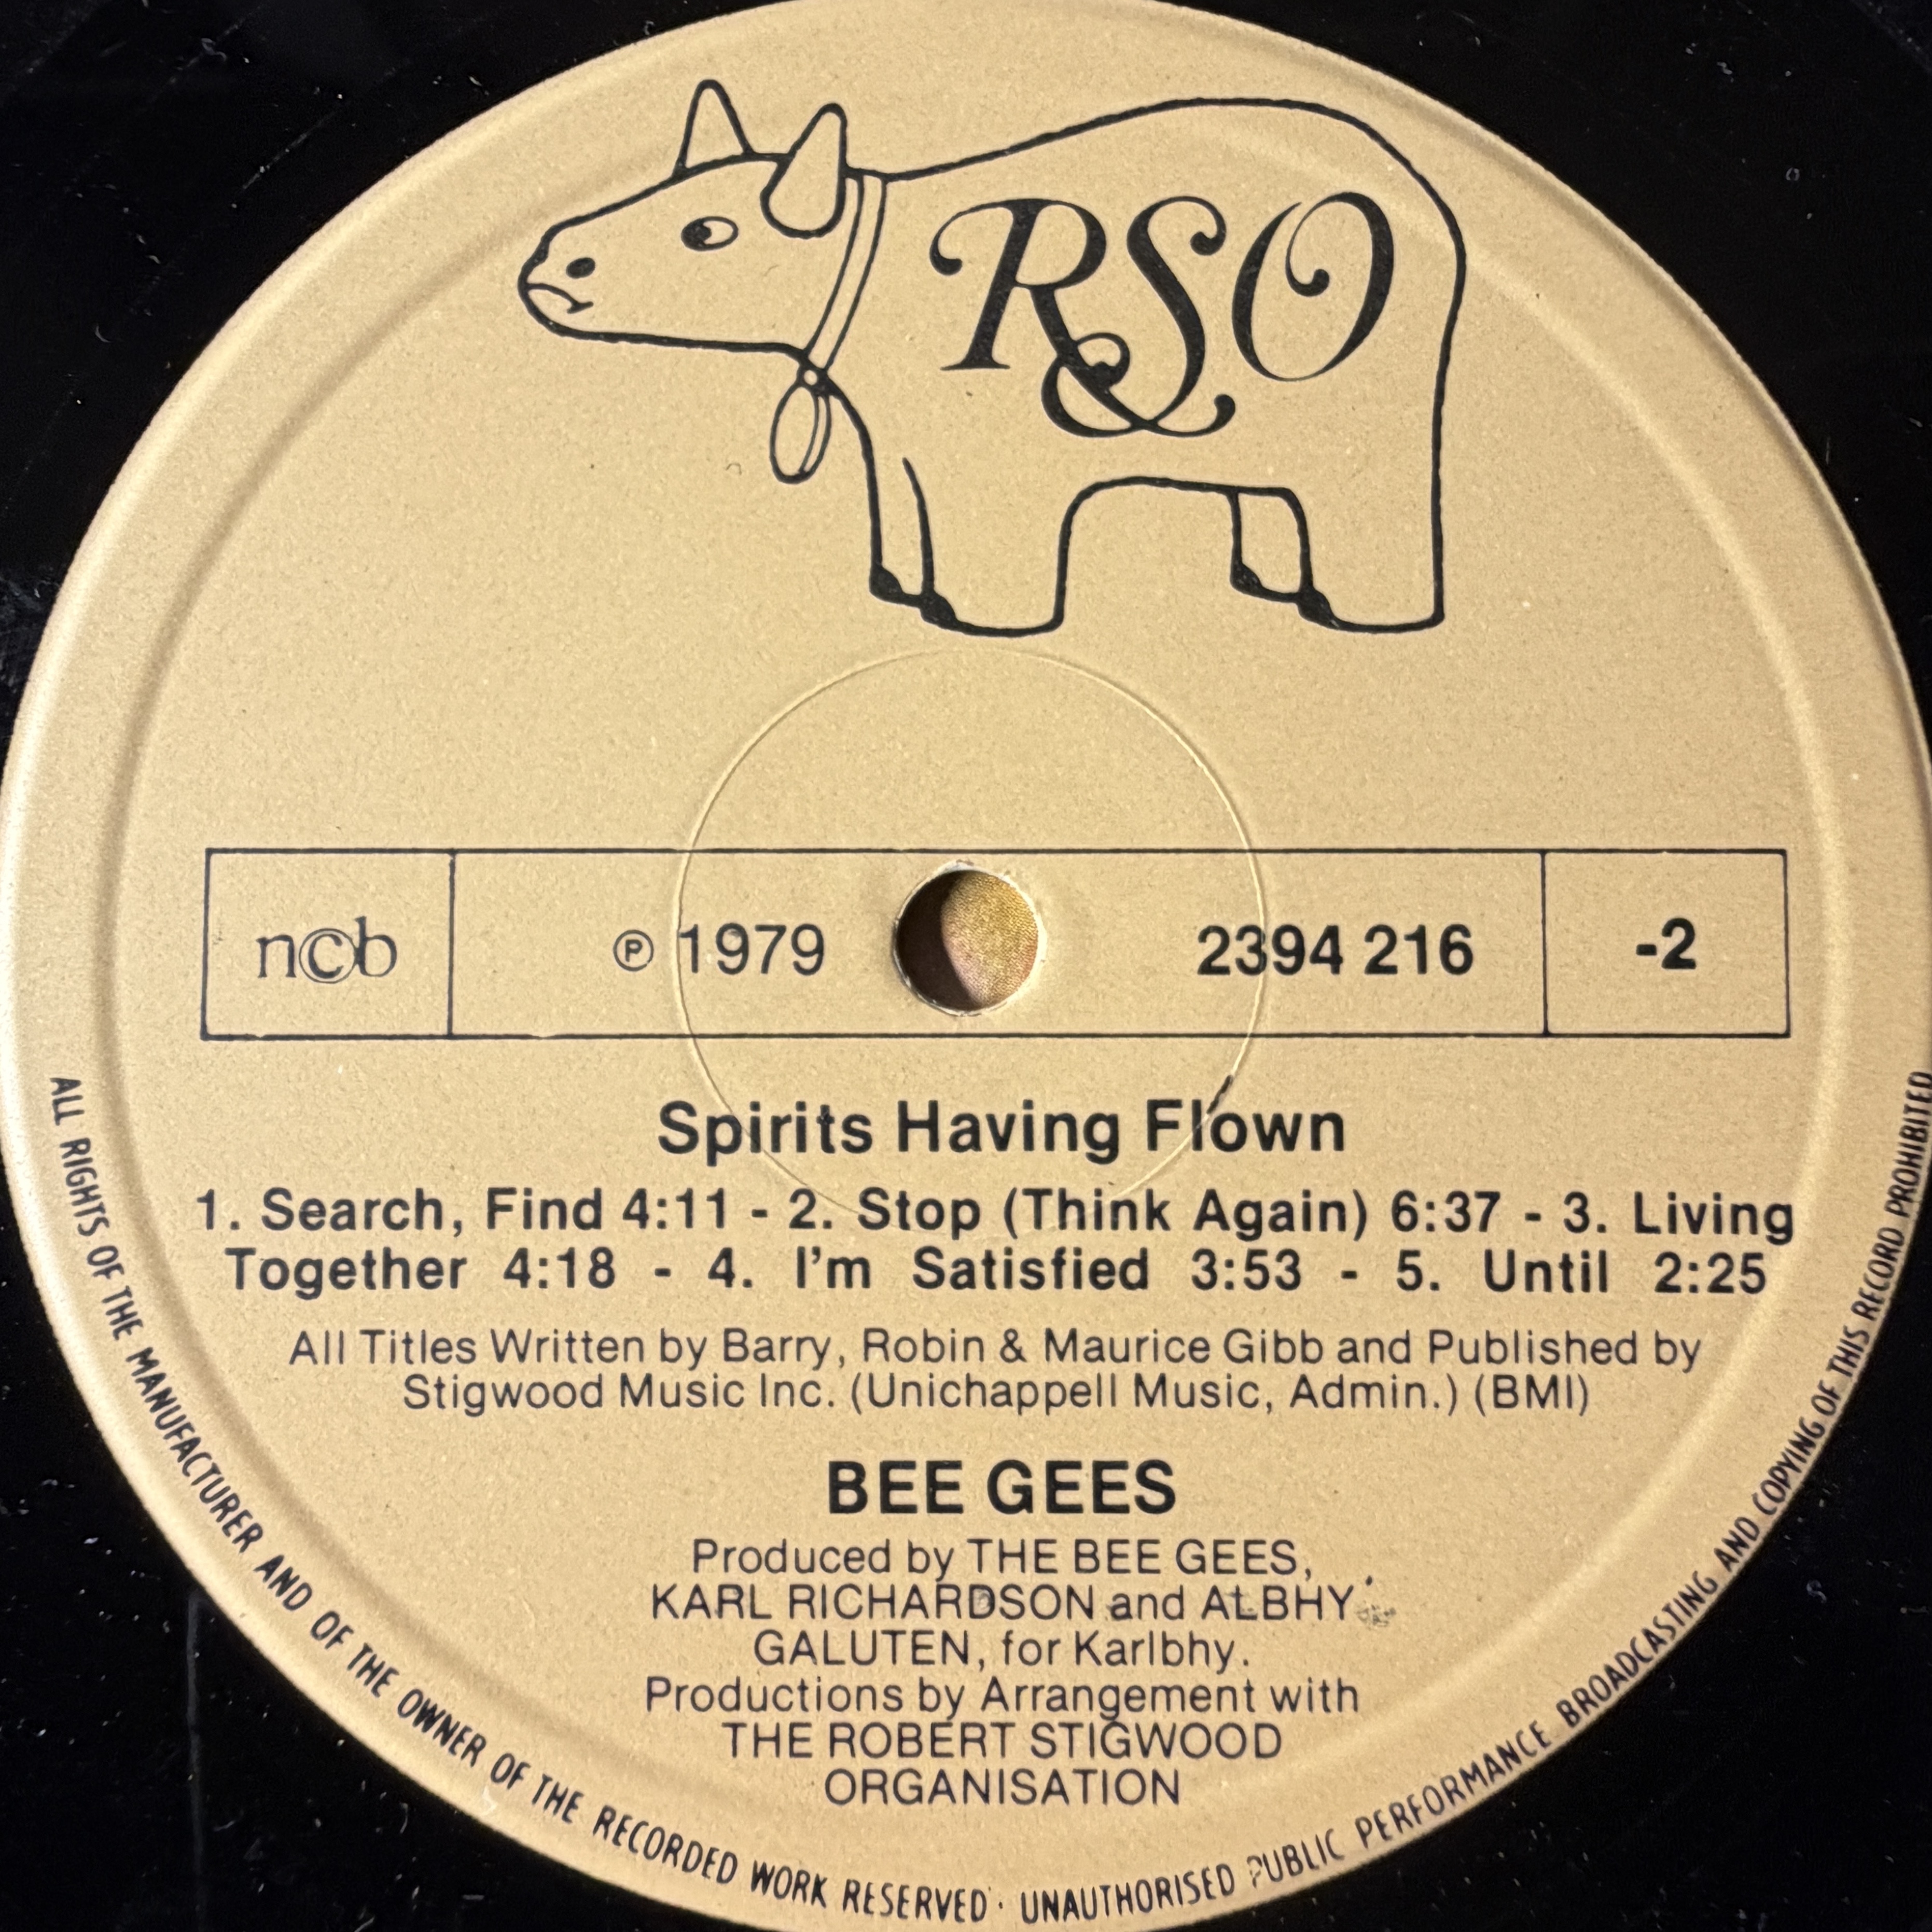 RSO
ncb
℗ 1979
2394 216
-2
Spirits Having Flown
1. Search, Find 4:11 - 2. Stop (Think Again) 6:37 - 3. Living
Together 4:18 - 4. I'm Satisfied 3:53 - 5. Until 2:25
All Titles Written by Barry, Robin & Maurice Gibb and Published by
Stigwood Music Inc. (Unichappell Music, Admin.) (BMI)
BEE GEES
Produced by THE BEE GEES,
KARL RICHARDSON and ALBHY
GALUTEN, for Karlbhy.
Productions by Arrangement with
THE ROBERT STIGWOOD
ORGANISATION
ALL RIGHTS OF THE MANUFACTURER AND OF THE OWNER OF THE RECORDED WORK RESERVED · UNAUTHORISED PUBLIC PERFORMANCE BROADCASTING AND COPYING OF THIS RECORD PROHIBITED